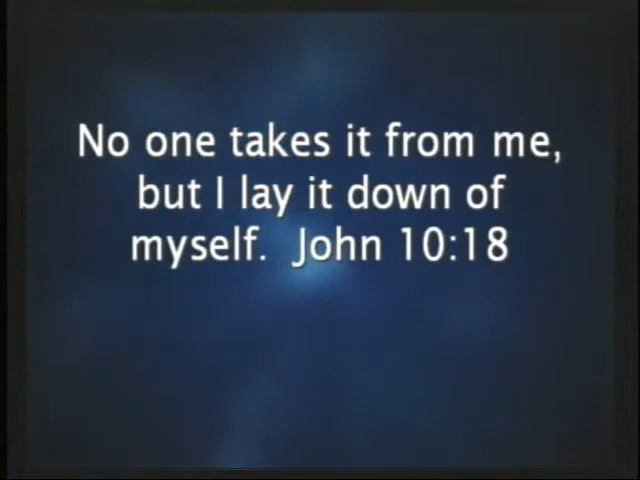 No one takes it from me,
but I lay it down of
myself.  John 10:18